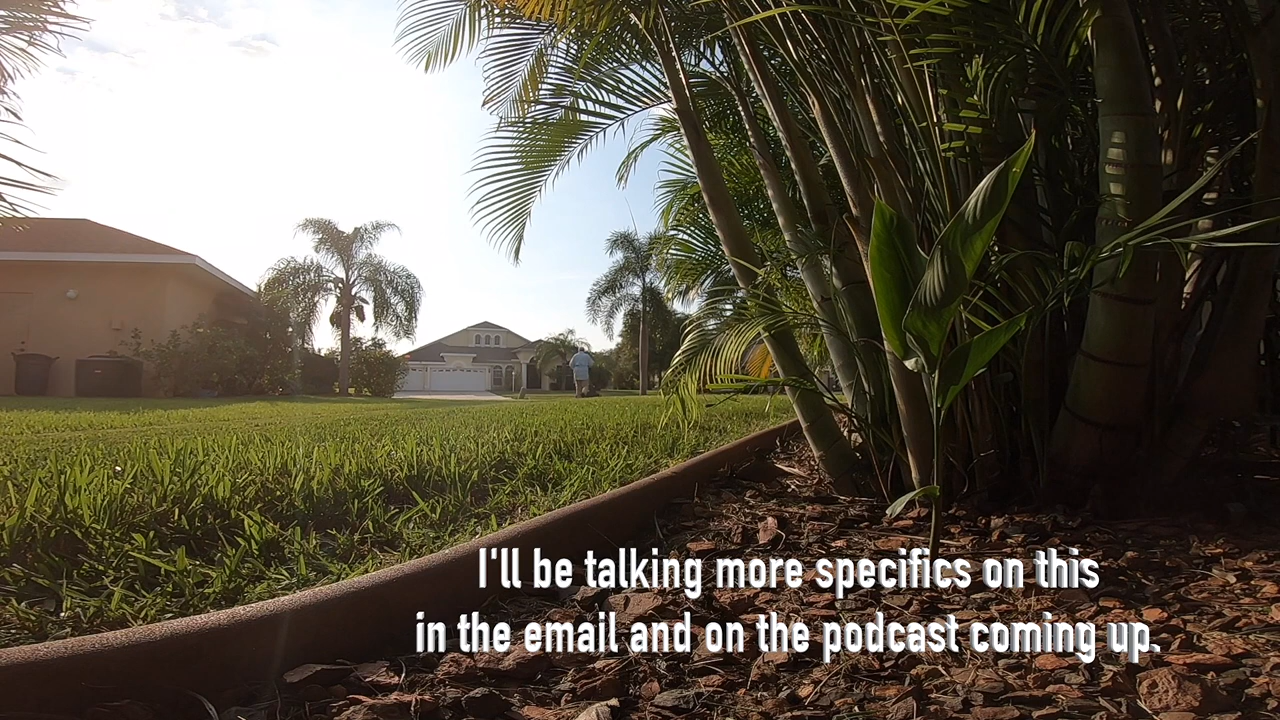 I'll be talking more specifics on this
in the email and on the podcast coming up.